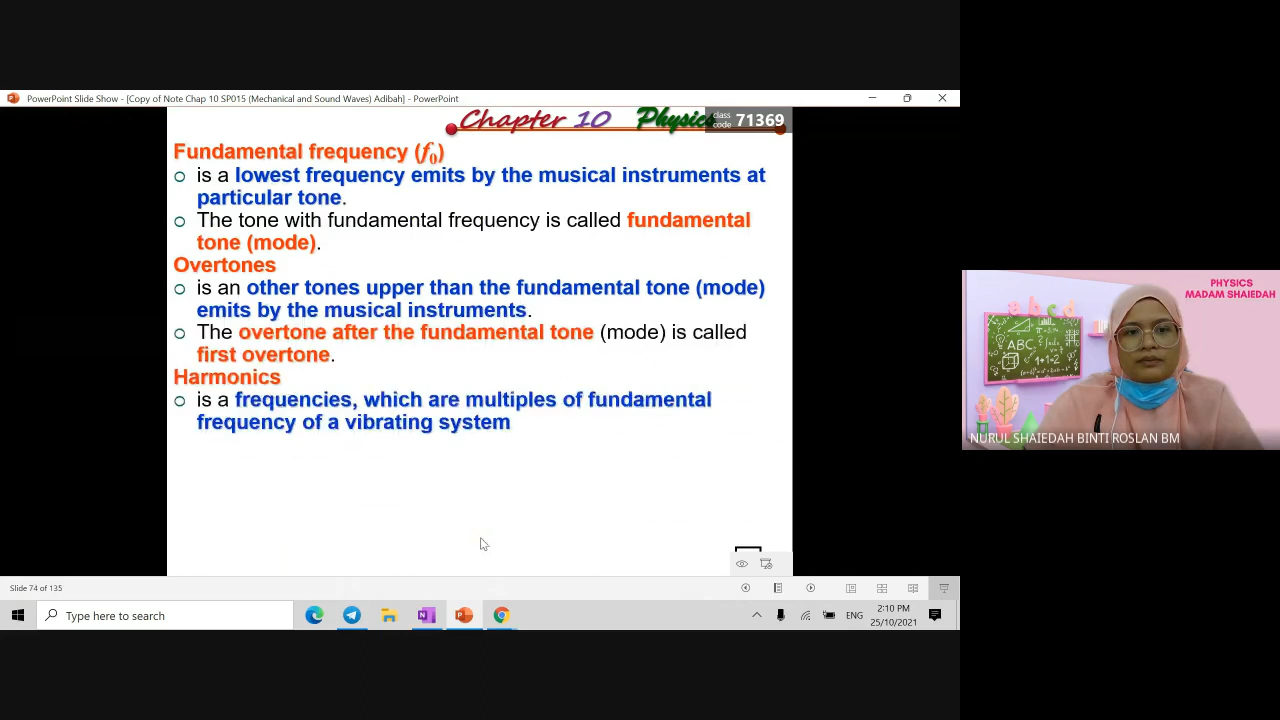 PowerPoint Slide Show - [Copy of Note Chap 10 SP015 (Mechanical and Sound Waves) Adibah] - PowerPoint
Chapter 10 Physics
class code 71369
Fundamental frequency (f0)
is a lowest frequency emits by the musical instruments at
particular tone.
The tone with fundamental frequency is called fundamental
tone (mode).
Overtones
is an other tones upper than the fundamental tone (mode)
emits by the musical instruments.
The overtone after the fundamental tone (mode) is called
first overtone.
Harmonics
is a frequencies, which are multiples of fundamental
frequency of a vibrating system
Slide 74 of 135
Type here to search
ENG
2:10 PM
25/10/2021
PHYSICS
MADAM SHAIEDAH
a b c d
ABC
1+1=2
NURUL SHAIEDAH BINTI ROSLAN BM